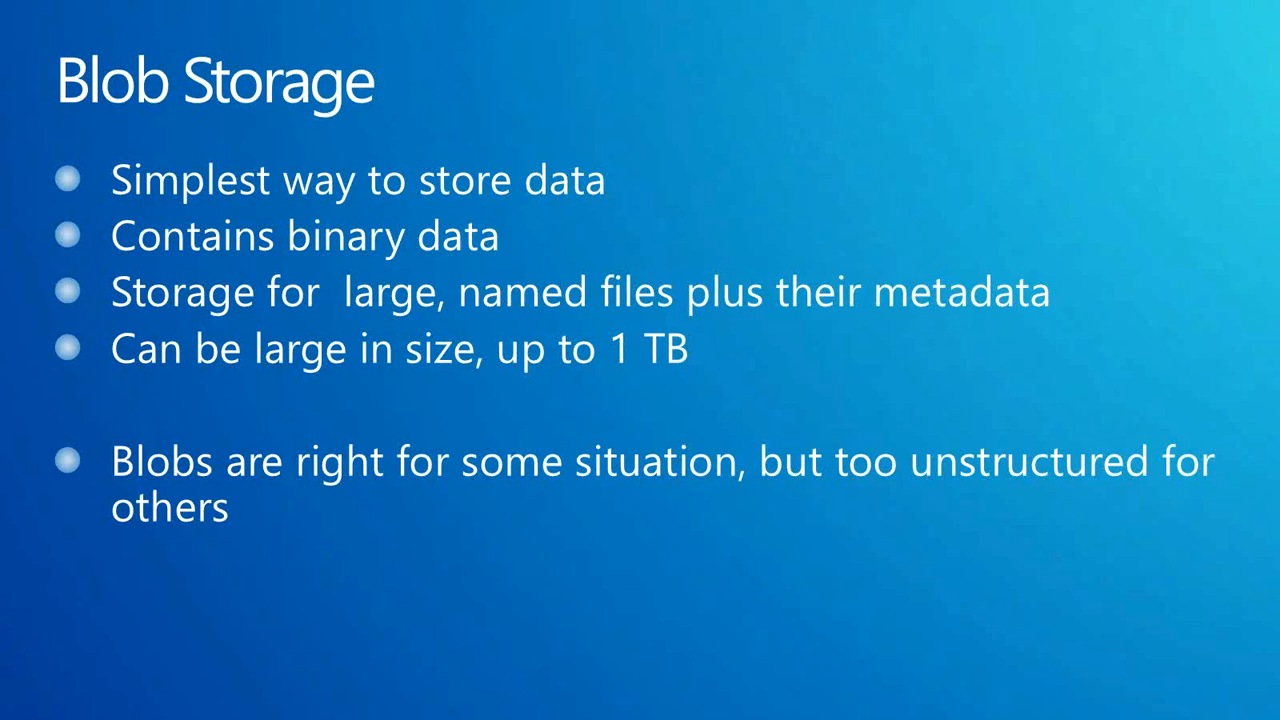 Blob Storage
Simplest way to store data
Contains binary data
Storage for  large, named files plus their metadata
Can be large in size, up to 1 TB
Blobs are right for some situation, but too unstructured for
others